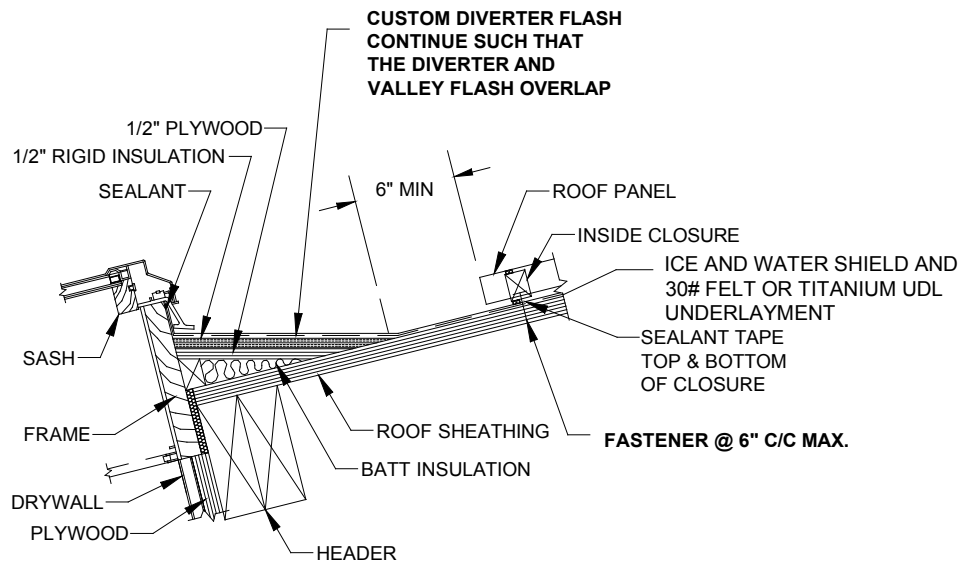 CUSTOM DIVERTER FLASH
CONTINUE SUCH THAT
THE DIVERTER AND
VALLEY FLASH OVERLAP
1/2" PLYWOOD
1/2" RIGID INSULATION
SEALANT
6" MIN
ROOF PANEL
INSIDE CLOSURE
ICE AND WATER SHIELD AND
30# FELT OR TITANIUM UDL
UNDERLAYMENT
SEALANT TAPE
TOP & BOTTOM
OF CLOSURE
SASH
FRAME
ROOF SHEATHING
FASTENER @ 6" C/C MAX.
BATT INSULATION
DRYWALL
PLYWOOD
HEADER